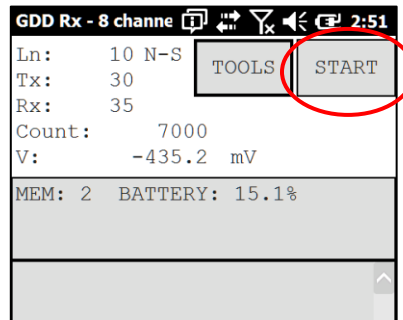 GDD Rx - 8 channe 2:51
Ln: 10 N-S
TOOLS
START
Tx: 30
Rx: 35
Count: 7000
V: -435.2 mV
MEM: 2 BATTERY: 15.1%